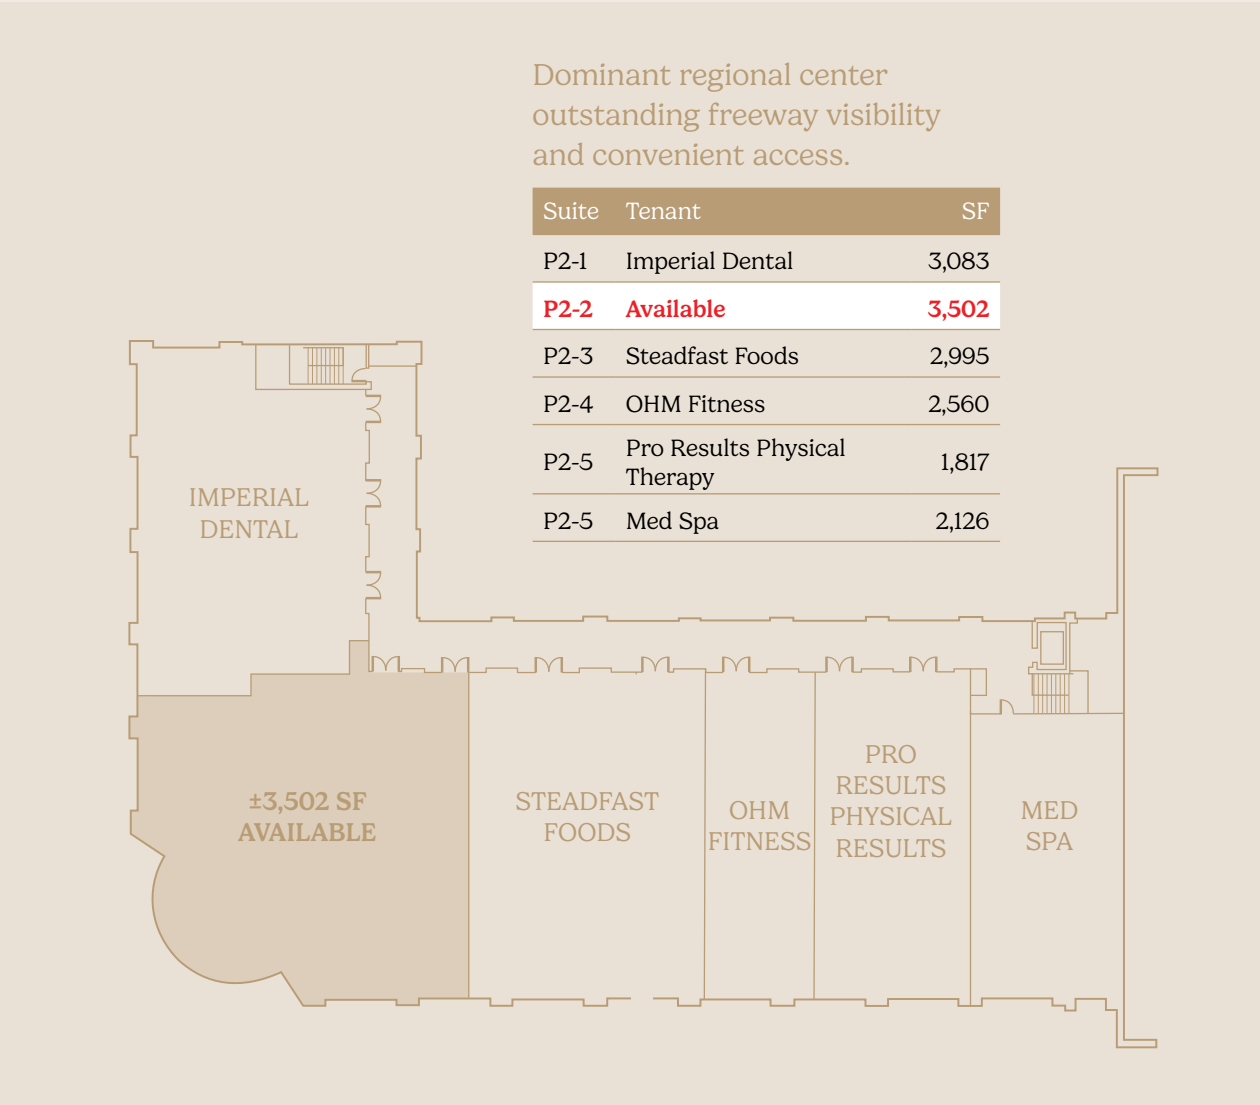 Dominant regional center
outstanding freeway visibility
and convenient access.
Suite Tenant SF
P2-1 Imperial Dental 3,083
P2-2 Available 3,502
P2-3 Steadfast Foods 2,995
P2-4 OHM Fitness 2,560
P2-5 Pro Results Physical Therapy 1,817
P2-5 Med Spa 2,126
IMPERIAL
DENTAL
±3,502 SF
AVAILABLE
STEADFAST
FOODS
OHM
FITNESS
PRO
RESULTS
PHYSICAL
RESULTS
MED
SPA